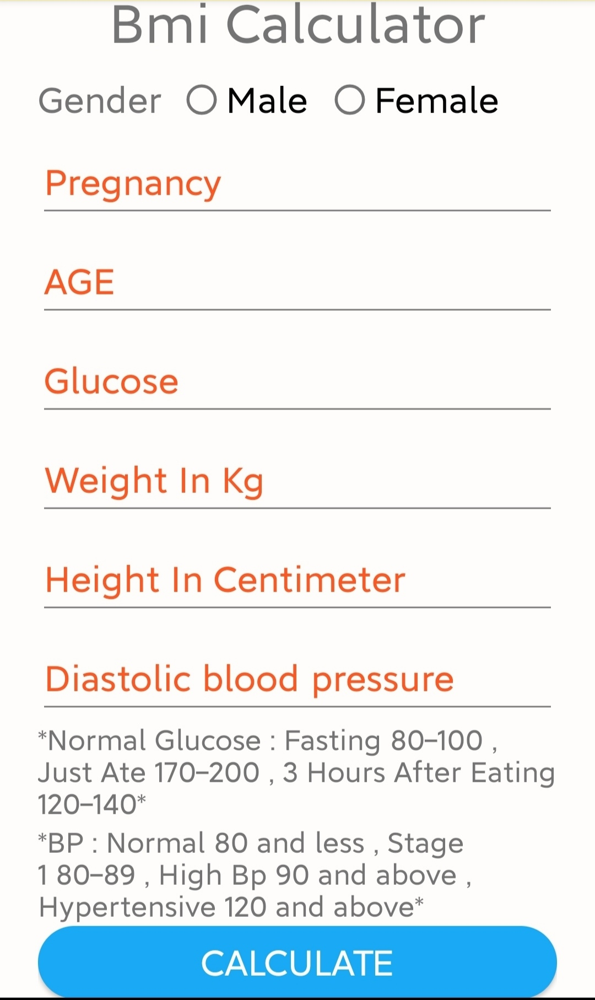 Bmi Calculator
Gender Male Female
Pregnancy
AGE
Glucose
Weight In Kg
Height In Centimeter
Diastolic blood pressure
*Normal Glucose : Fasting 80–100 ,
Just Ate 170–200 , 3 Hours After Eating
120–140*
*BP : Normal 80 and less , Stage
1 80–89 , High Bp 90 and above ,
Hypertensive 120 and above*
CALCULATE